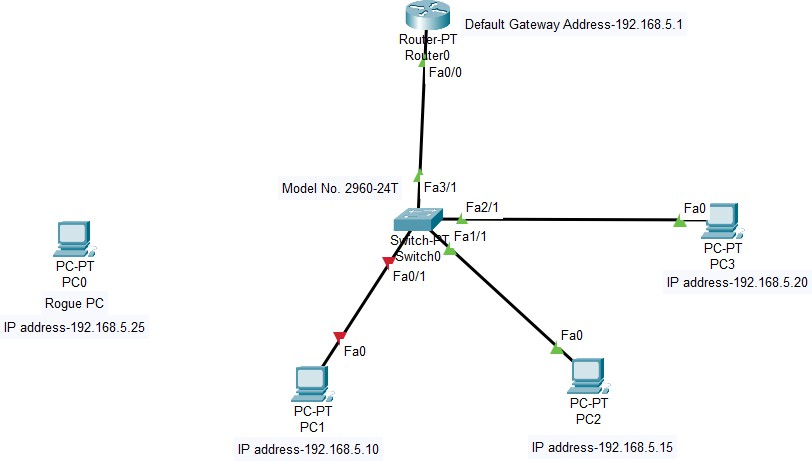 Default Gateway Address-192.168.5.1
Router-PT
Router0
Fa0/0
Model No. 2960-24T
Fa3/1
Fa2/1
Fa0
Switch-PT
Fa1/1
Switch0
Fa0/1
PC-PT
PC3
IP address-192.168.5.20
PC-PT
PC0
Rogue PC
IP address-192.168.5.25
Fa0
PC-PT
PC1
IP address-192.168.5.10
Fa0
PC-PT
PC2
IP address-192.168.5.15